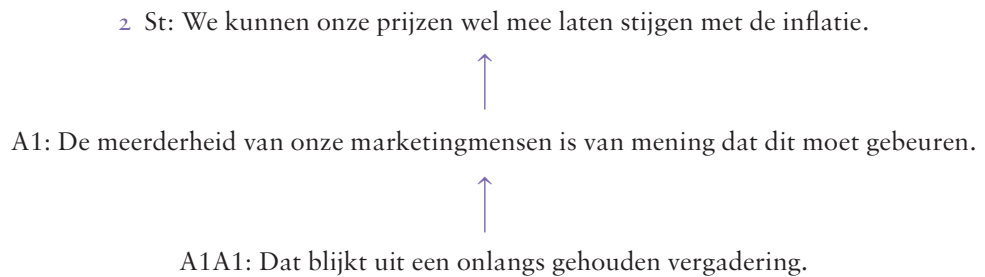 2 St: We kunnen onze prijzen wel mee laten stijgen met de inflatie.
A1: De meerderheid van onze marketingmensen is van mening dat dit moet gebeuren.
A1A1: Dat blijkt uit een onlangs gehouden vergadering.